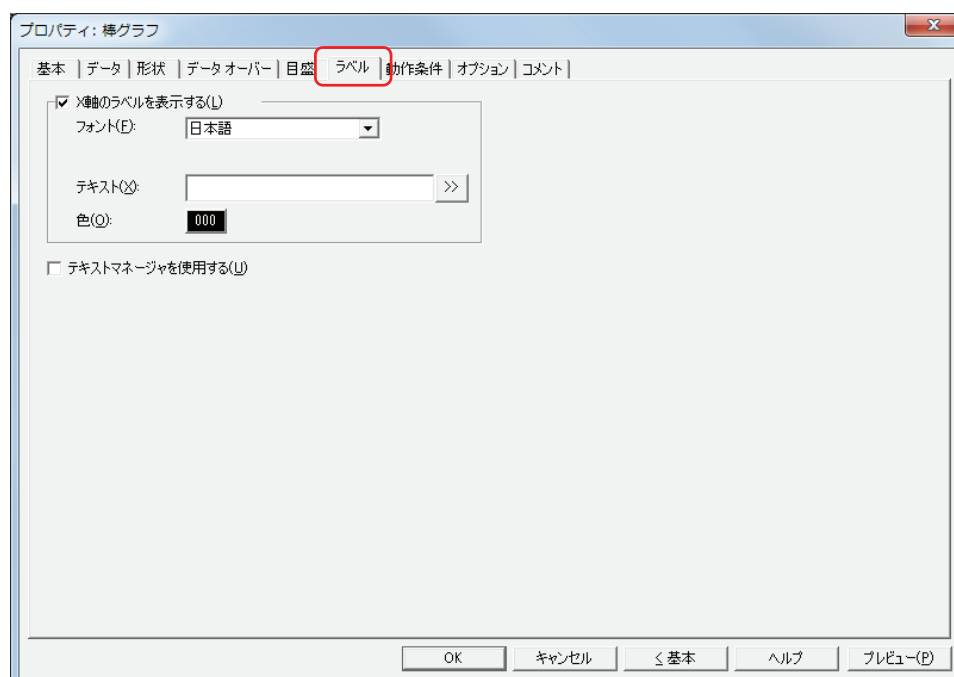 プロパティ: 棒グラフ
基本 データ 形状 データ オーバー 目盛 ラベル 動作条件 オプション コメント
X軸のラベルを表示する(L)
フォント(F): 日本語
テキスト(X): >>
色(O): 000
テキストマネージャを使用する(U)
OK キャンセル < 基本 ヘルプ プレビュー(P)